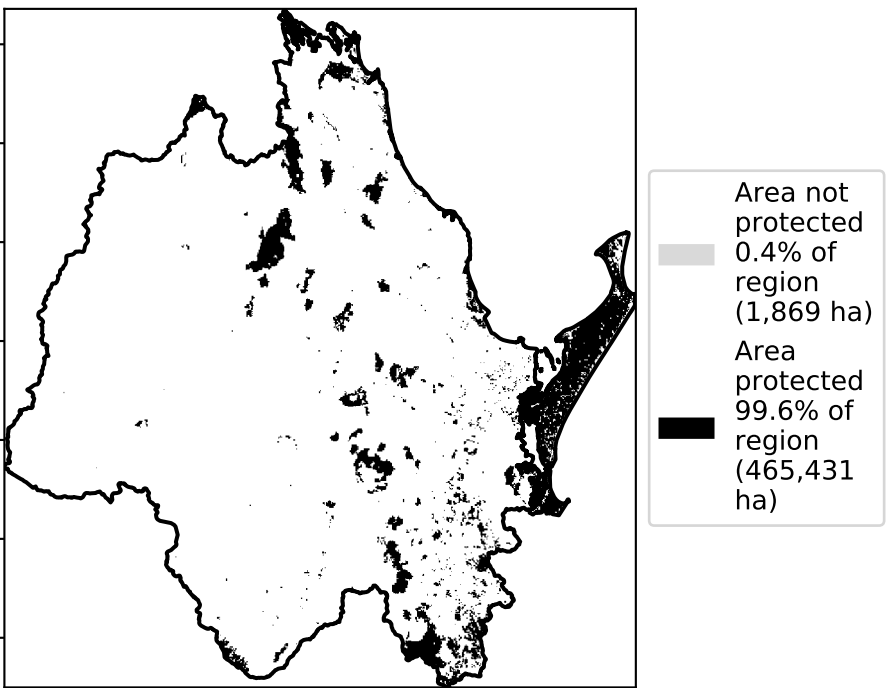 Area not
protected
0.4% of
region
(1,869 ha)
Area
protected
99.6% of
region
(465,431
ha)